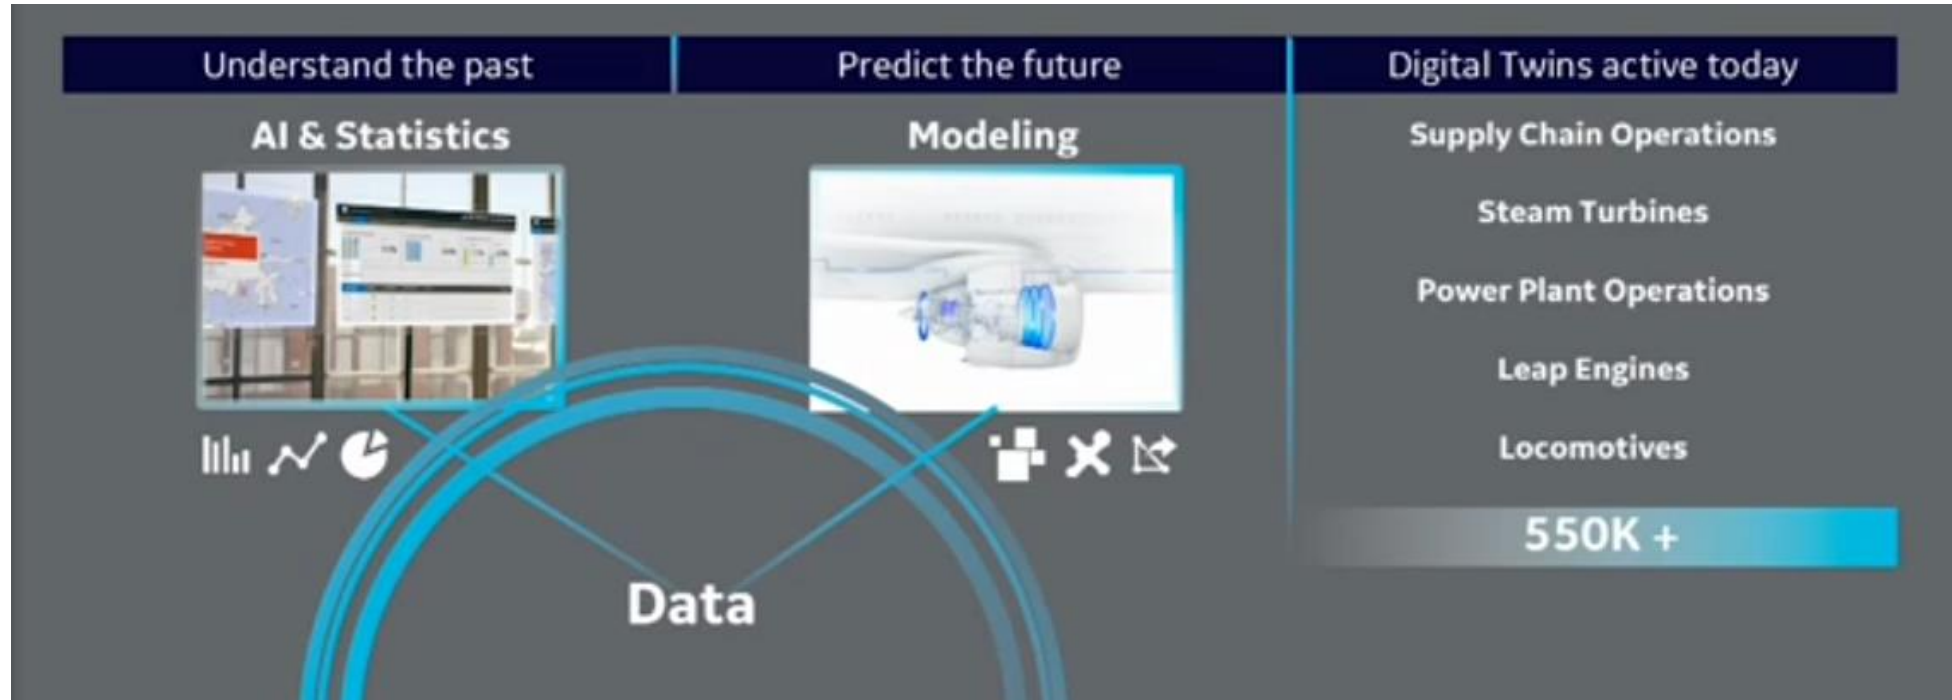 Understand the past
Predict the future
Digital Twins active today
AI & Statistics
Modeling
Supply Chain Operations
Steam Turbines
Power Plant Operations
Leap Engines
Locomotives
550K +
Data